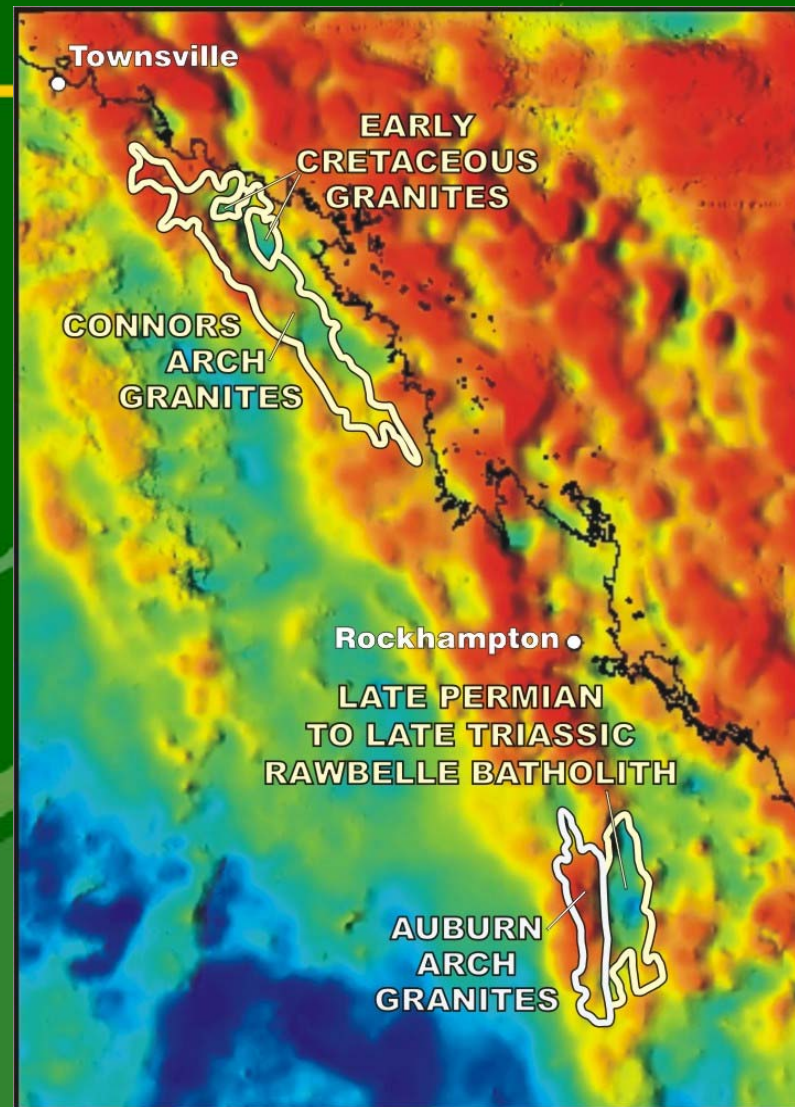 Townsville
EARLY
CRETACEOUS
GRANITES
CONNORS
ARCH
GRANITES
Rockhampton
LATE PERMIAN
TO LATE TRIASSIC
RAWBELLE BATHOLITH
AUBURN
ARCH
GRANITES